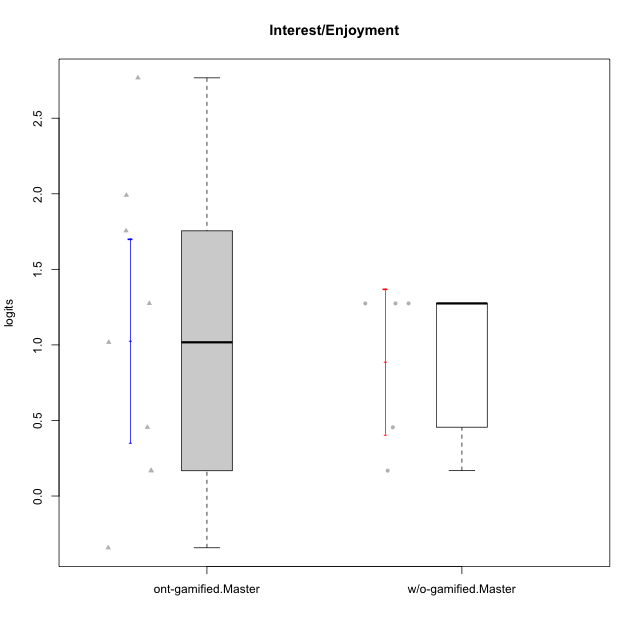 Interest/Enjoyment
logits
2.5
2.0
1.5
1.0
0.5
0.0
ont-gamified.Master
w/o-gamified.Master